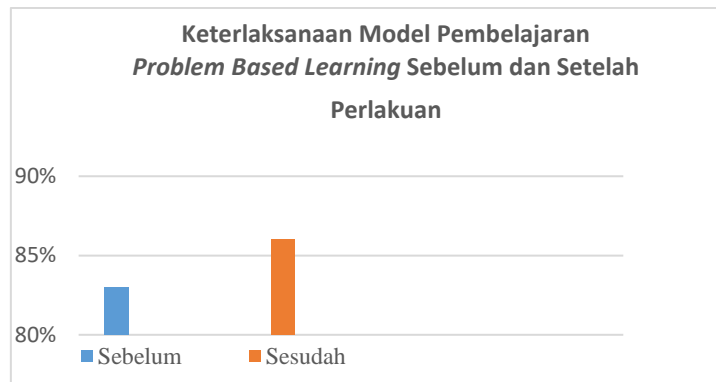 Keterlaksanaan Model Pembelajaran
Problem Based Learning Sebelum dan Setelah
Perlakuan
90%
85%
80%
Sebelum
Sesudah